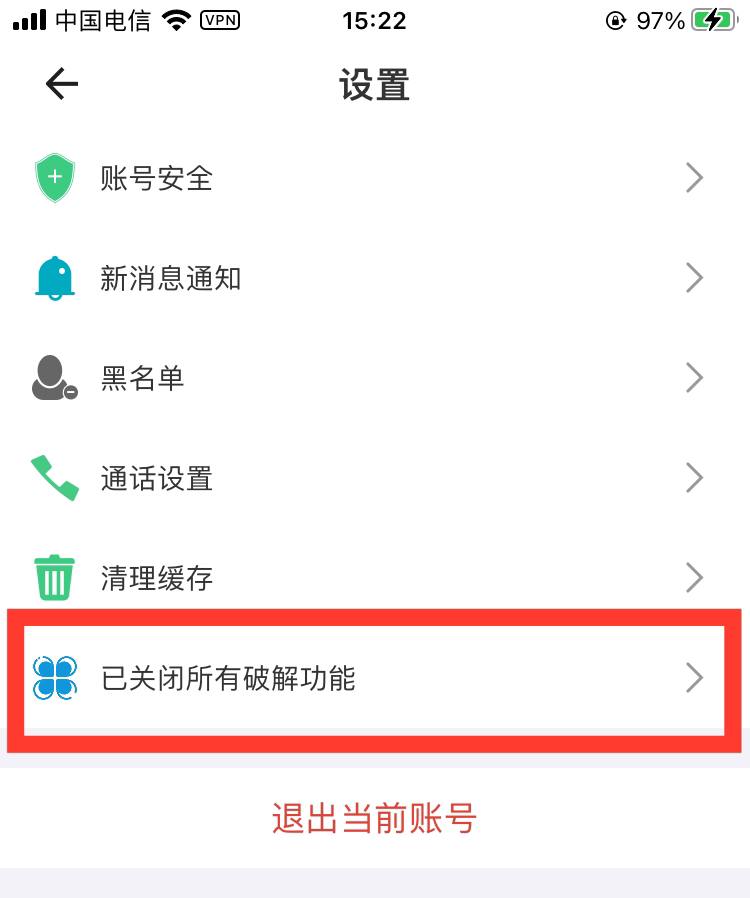 中国电信 VPN 15:22 97%
设置
账号安全
新消息通知
黑名单
通话设置
清理缓存
已关闭所有破解功能
退出当前账号